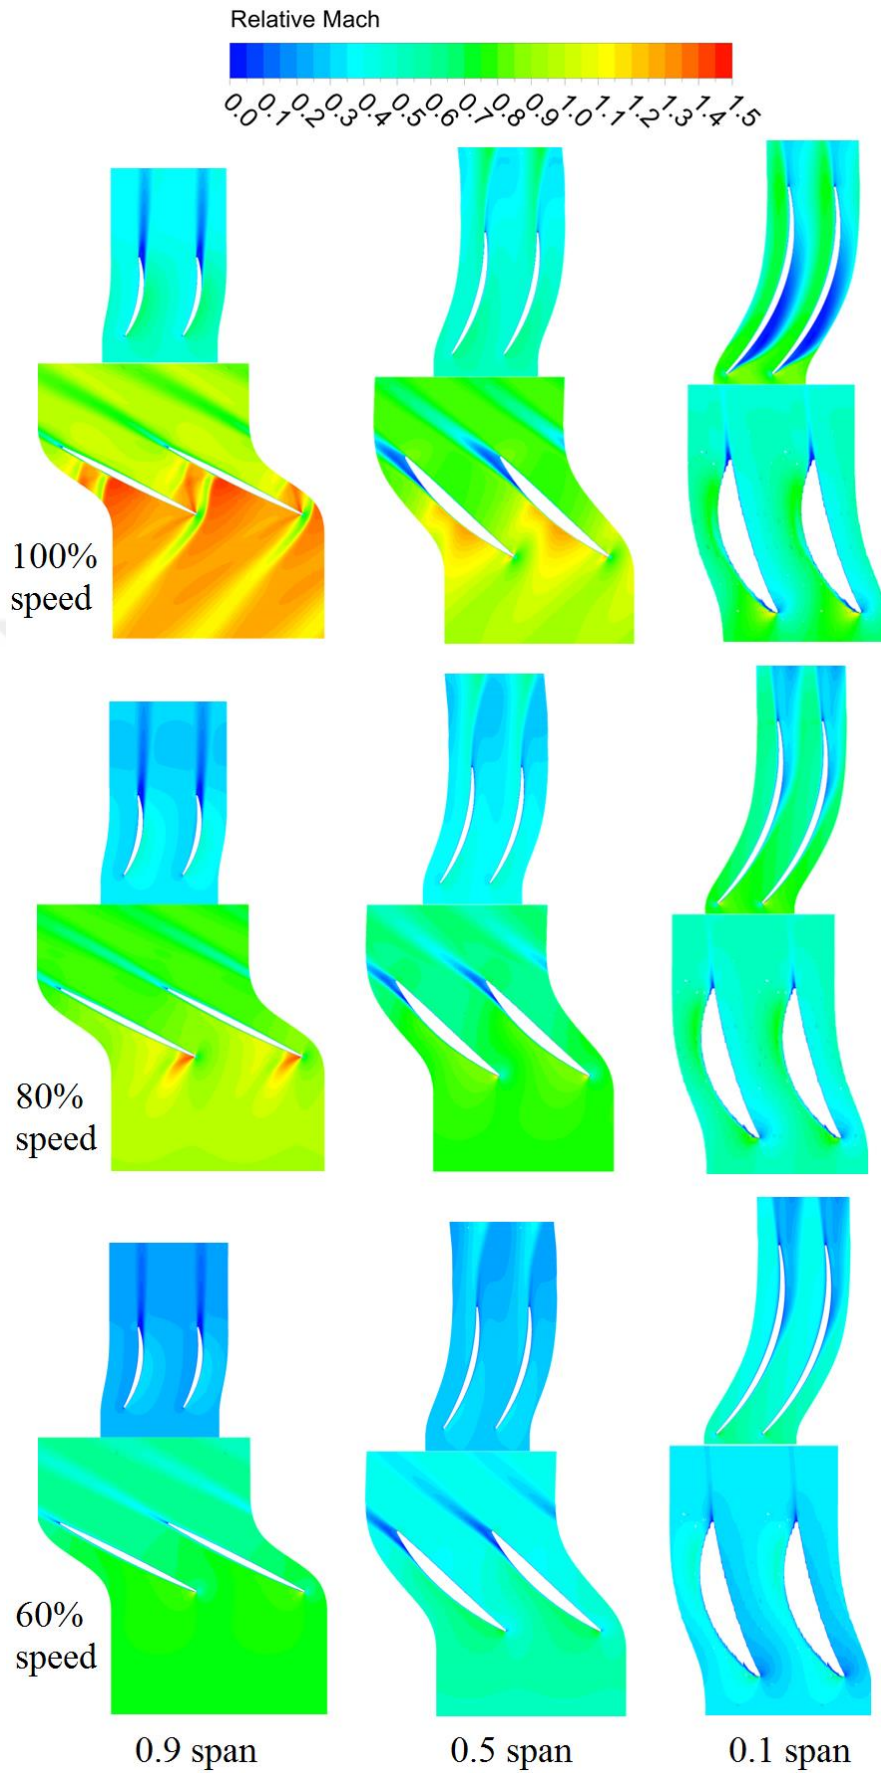 Relative Mach
0.0 0.1 0.2 0.3 0.4 0.5 0.6 0.7 0.8 0.9 1.0 1.1 1.2 1.3 1.4 1.5
100%
speed
80%
speed
60%
speed
0.9 span 0.5 span 0.1 span